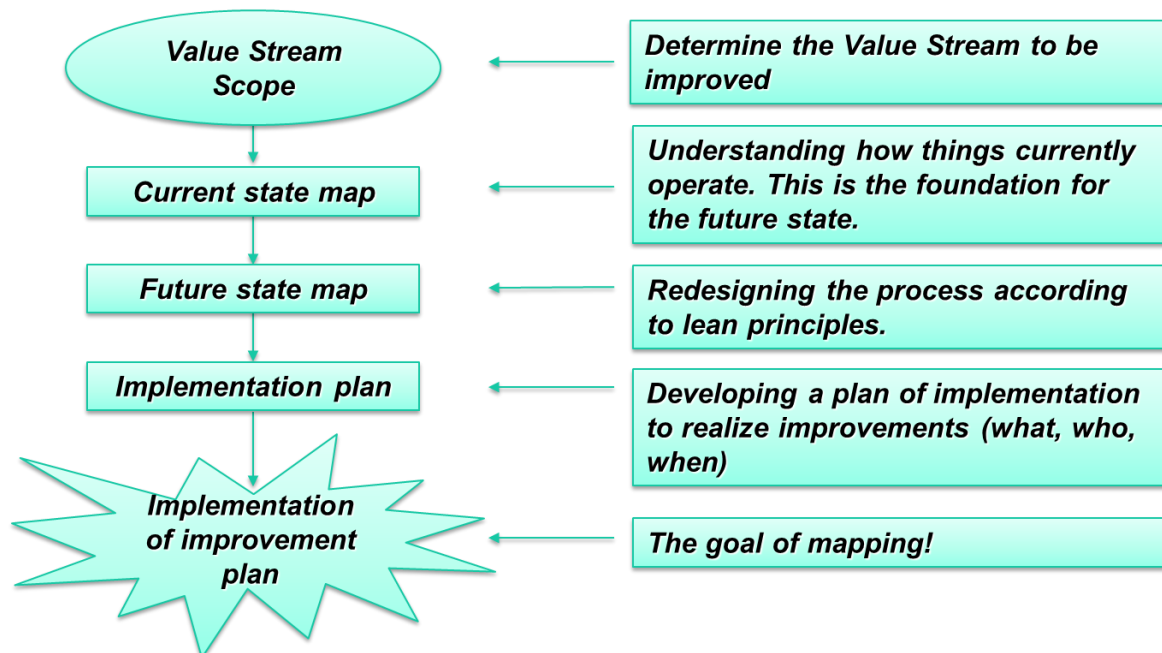 Value Stream
Scope
Determine the Value Stream to be
improved
Current state map
Understanding how things currently
operate. This is the foundation for
the future state.
Future state map
Redesigning the process according
to lean principles.
Implementation plan
Developing a plan of implementation
to realize improvements (what, who,
when)
Implementation
of improvement
plan
The goal of mapping!